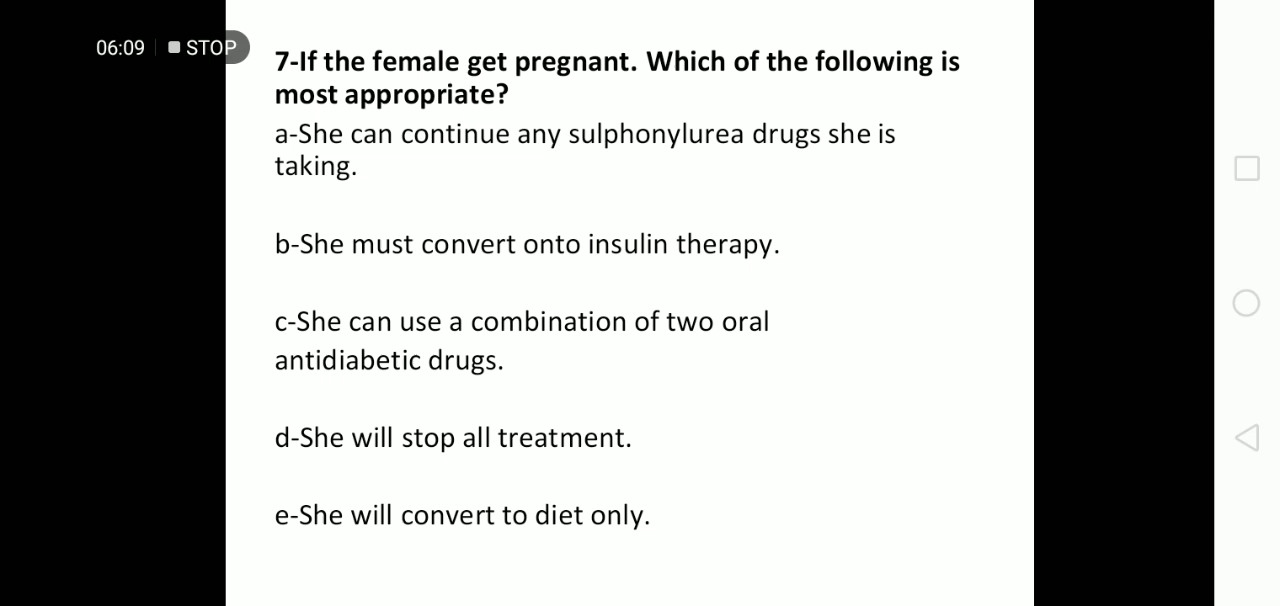 06:09
STOP
7-If the female get pregnant. Which of the following is
most appropriate?
a-She can continue any sulphonylurea drugs she is
taking.
b-She must convert onto insulin therapy.
c-She can use a combination of two oral
antidiabetic drugs.
d-She will stop all treatment.
e-She will convert to diet only.